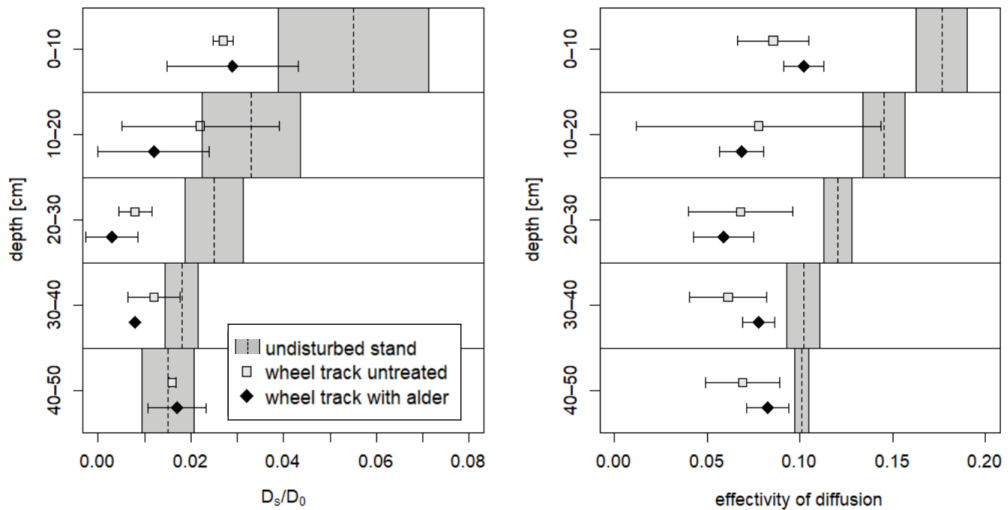 depth [cm]
0–10
10–20
20–30
30–40
40–50
undisturbed stand
wheel track untreated
wheel track with alder
0.00 0.02 0.04 0.06 0.08
Ds/D0
depth [cm]
0–10
10–20
20–30
30–40
40–50
0.00 0.05 0.10 0.15 0.20
effectivity of diffusion